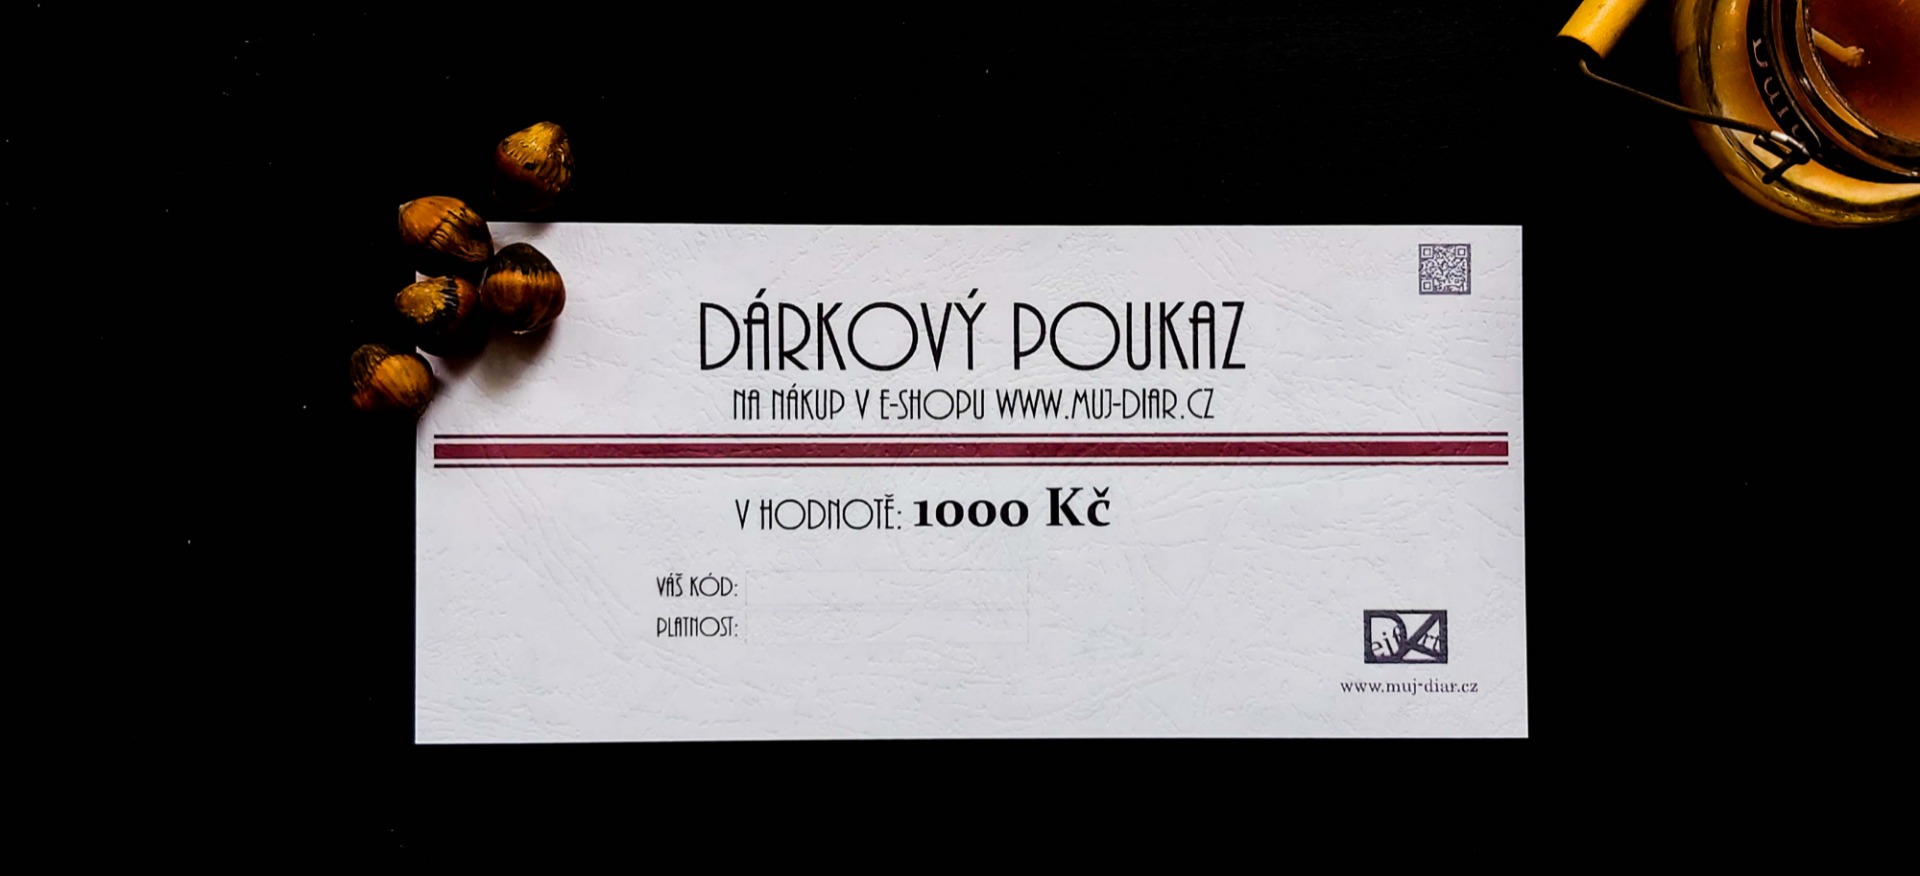 DÁRKOVÝ POUKAZ
NA NÁKUP V E-SHOPU WWW.MUJ-DIAR.CZ
V HODNOTĚ: 1000 Kč
VÁŠ KÓD:
PLATNOST:
www.muj-diar.cz